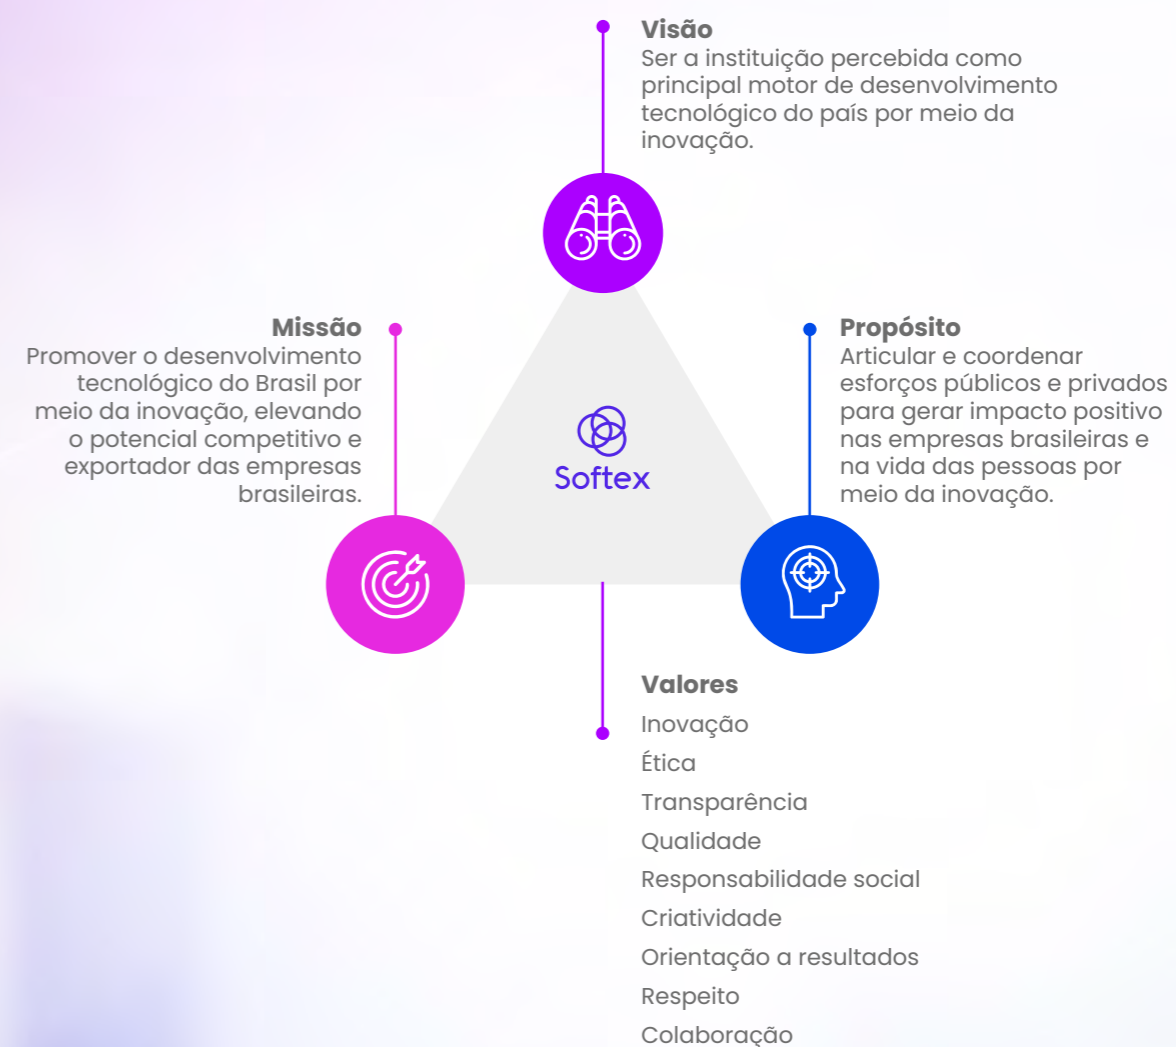 Visão
Ser a instituição percebida como
principal motor de desenvolvimento
tecnológico do país por meio da
inovação.
Missão
Promover o desenvolvimento
tecnológico do Brasil por
meio da inovação, elevando
o potencial competitivo e
exportador das empresas
brasileiras.
Softex
Propósito
Articular e coordenar
esforços públicos e privados
para gerar impacto positivo
nas empresas brasileiras e
na vida das pessoas por
meio da inovação.
Valores
Inovação
Ética
Transparência
Qualidade
Responsabilidade social
Criatividade
Orientação a resultados
Respeito
Colaboração